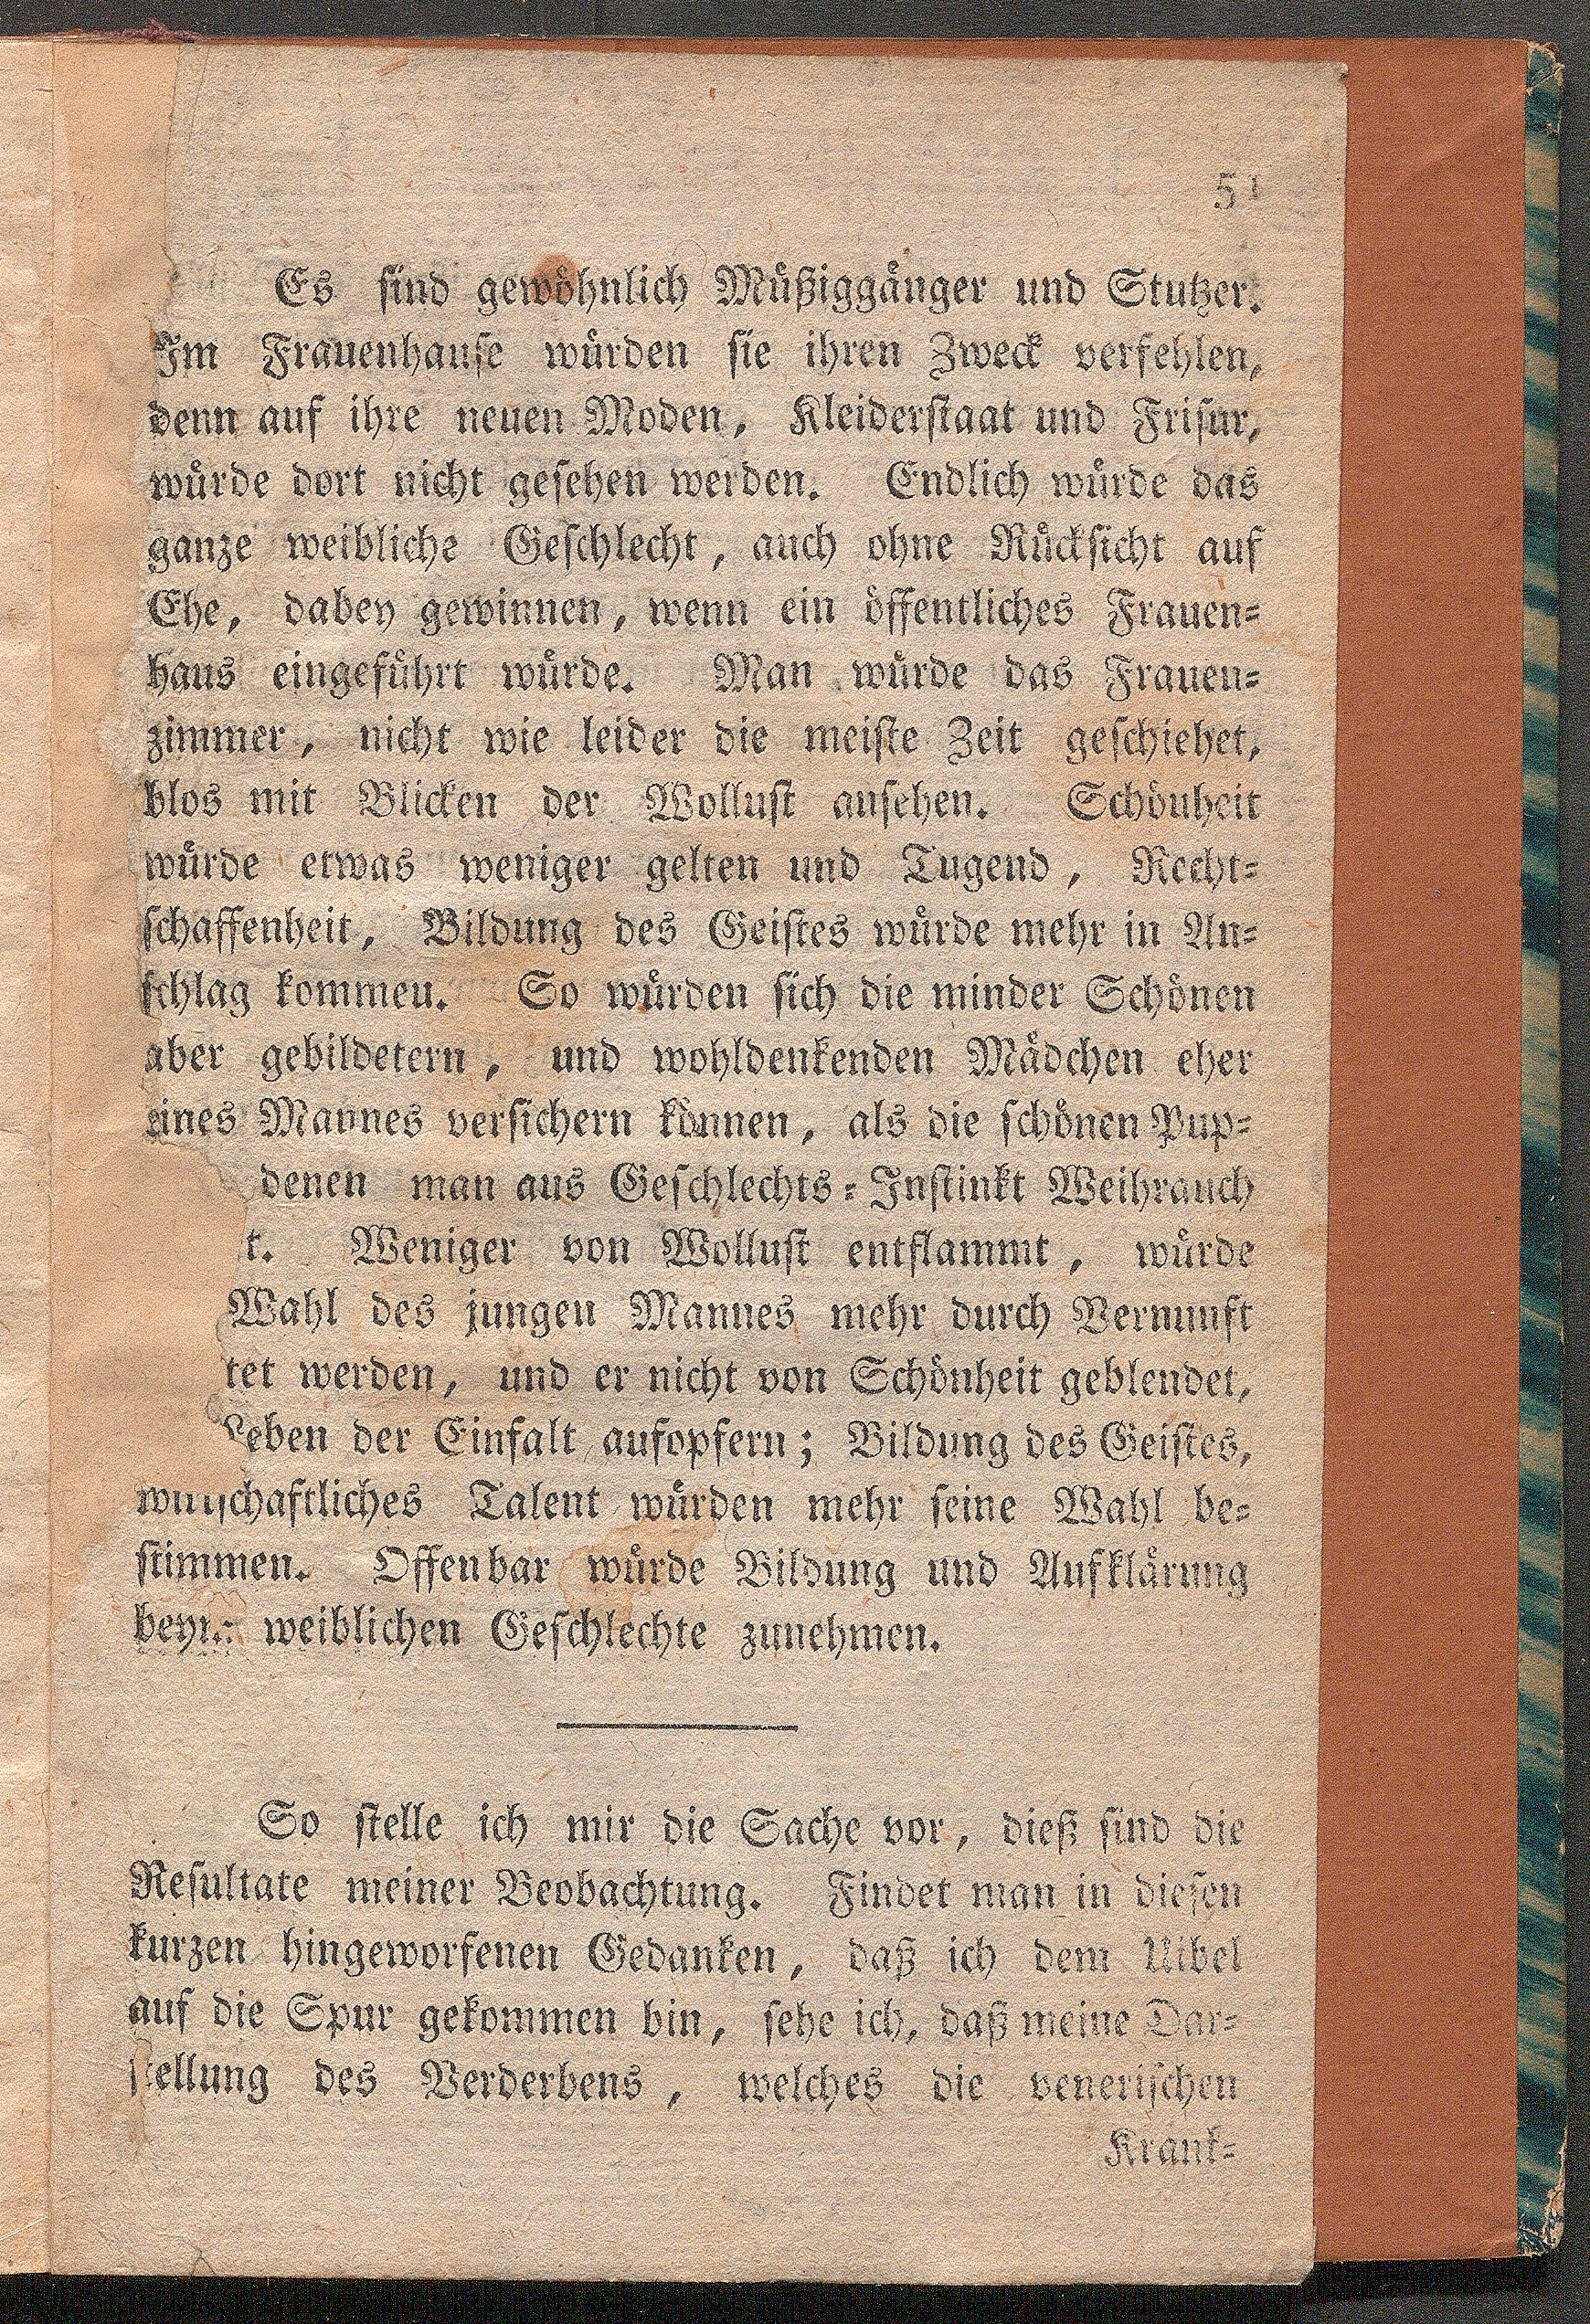 51
Es sind gewöhnlich Müßiggänger und Stutzer.
Im Frauenhause würden sie ihren Zweck verfehlen,
denn auf ihre neuen Moden, Kleiderstaat und Frisur,
würde dort nicht gesehen werden. Endlich würde das
ganze weibliche Geschlecht, auch ohne Rücksicht auf
Ehe, dabey gewinnen, wenn ein öffentliches Frauen-
haus eingeführt würde. Man würde das Frauen-
zimmer, nicht wie leider die meiste Zeit geschiehet,
blos mit Blicken der Wollust ansehen. Schönheit
würde etwas weniger gelten und Tugend, Recht-
schaffenheit, Bildung des Geistes würde mehr in An-
schlag kommen. So würden sich die minder Schönen
aber gebildetern, und wohldenkenden Mädchen eher
eines Mannes versichern können, als die schönen Pup-
denen man aus Geschlechts-Instinkt Weihrauch
t. Weniger von Wollust entflammt, würde
Wahl des jungen Mannes mehr durch Vernunft
tet werden, und er nicht von Schönheit geblendet,
Leben der Einfalt aufopfern; Bildung des Geistes,
wirtschaftliches Talent würden mehr seine Wahl be-
stimmen. Offenbar würde Bildung und Aufklärung
beym weiblichen Geschlechte zunehmen.
So stelle ich mir die Sache vor, dieß sind die
Resultate meiner Beobachtung. Findet man in diesen
kurzen hingeworfenen Gedanken, daß ich dem Uibel
auf die Spur gekommen bin, sehe ich, daß meine Dar-
stellung des Verderbens, welches die venerischen
Krank-